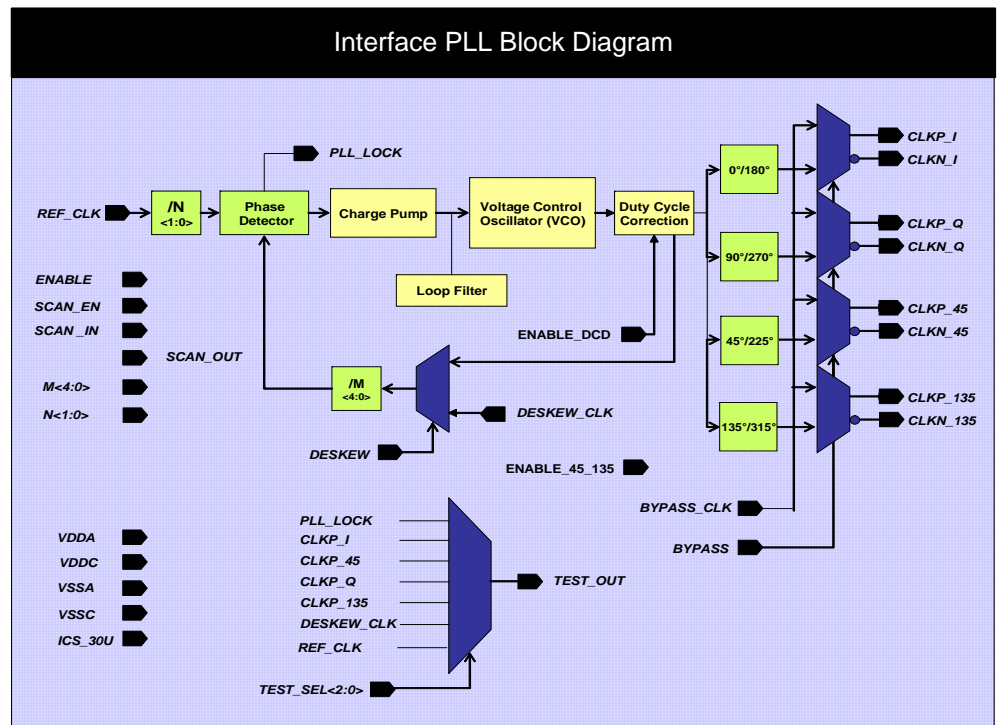 Interface PLL Block Diagram
PLL_LOCK
REF_CLK
/N
<1:0>
Phase
Detector
Charge Pump
Voltage Control
Oscillator (VCO)
Duty Cycle
Correction
Loop Filter
0°/180°
90°/270°
45°/225°
135°/315°
CLKP_I
CLKN_I
CLKP_Q
CLKN_Q
CLKP_45
CLKN_45
CLKP_135
CLKN_135
ENABLE
SCAN_EN
SCAN _IN
SCAN_OUT
M<4:0>
N<1:0>
ENABLE_DCD
/M
<4:0>
DESKEW_CLK
DESKEW
ENABLE_45_135
BYPASS_CLK
BYPASS
VDDA
VDDC
VSSA
VSSC
ICS_30U
PLL_LOCK
CLKP_I
CLKP_45
CLKP_Q
CLKP_135
DESKEW_CLK
REF_CLK
TEST_OUT
TEST_SEL<2:0>